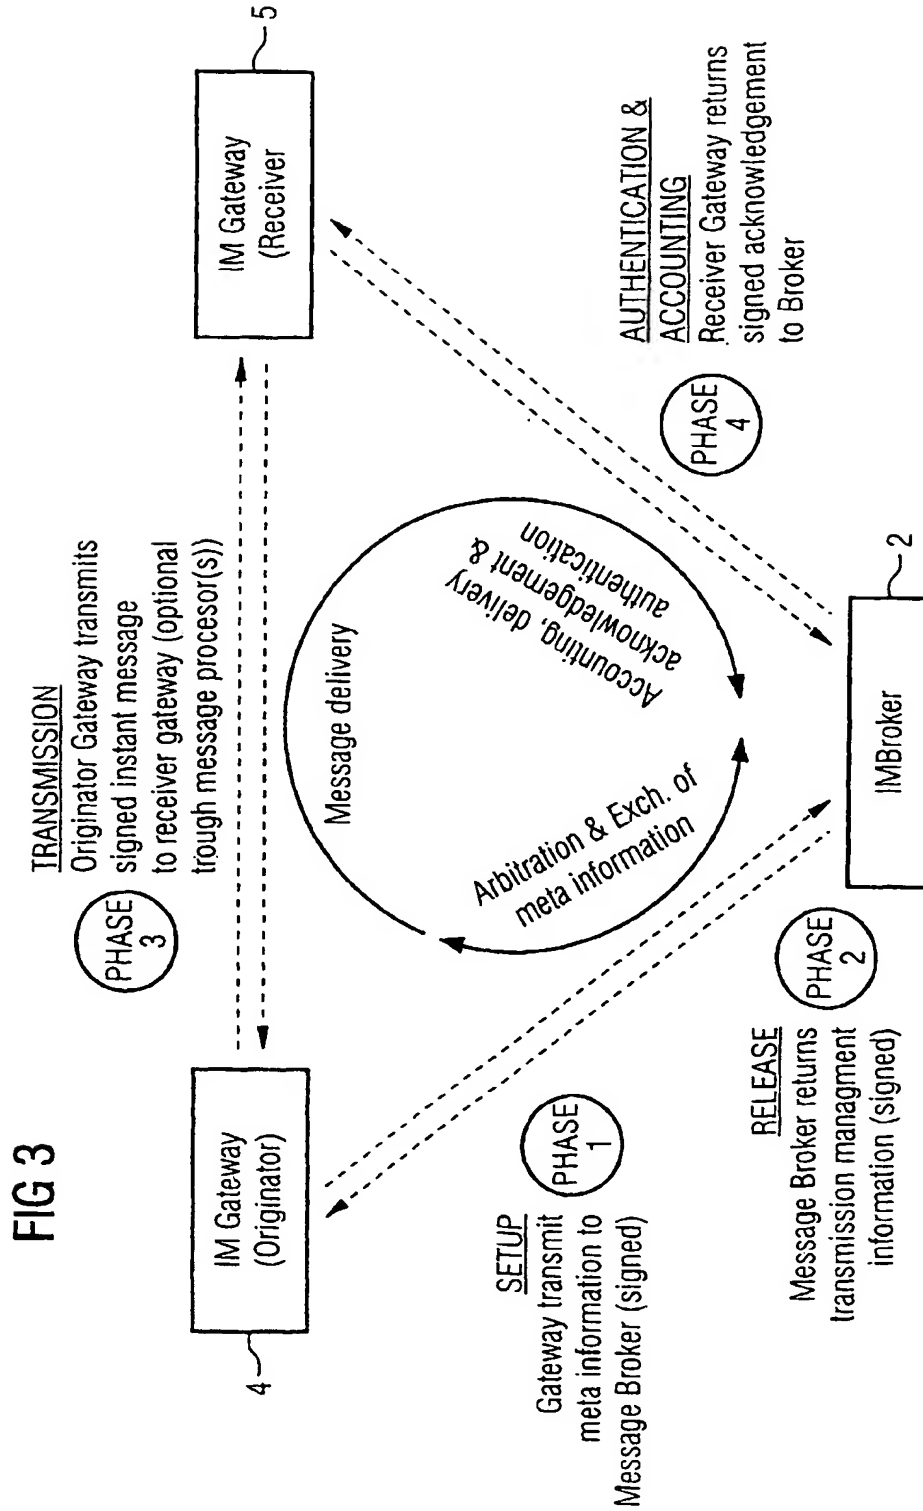 FIG 3
TRANSMISSION
Originator Gateway transmits
signed instant message
to receiver gateway (optional
trough message procesor(s))
PHASE
3
IM Gateway
(Originator)
4
IM Gateway
(Receiver
5
Message delivery
Arbitration & Exch. of
meta information
Accounting, delivery
acknowledgement &
authentication
SETUP
Gateway transmit
meta information to
Message Broker (signed)
PHASE
1
RELEASE
Message Broker returns
transmission managment
information (signed)
PHASE
2
IMBroker
2
PHASE
4
AUTHENTICATION &
ACCOUNTING
Receiver Gateway returns
signed acknowledgement
to Broker